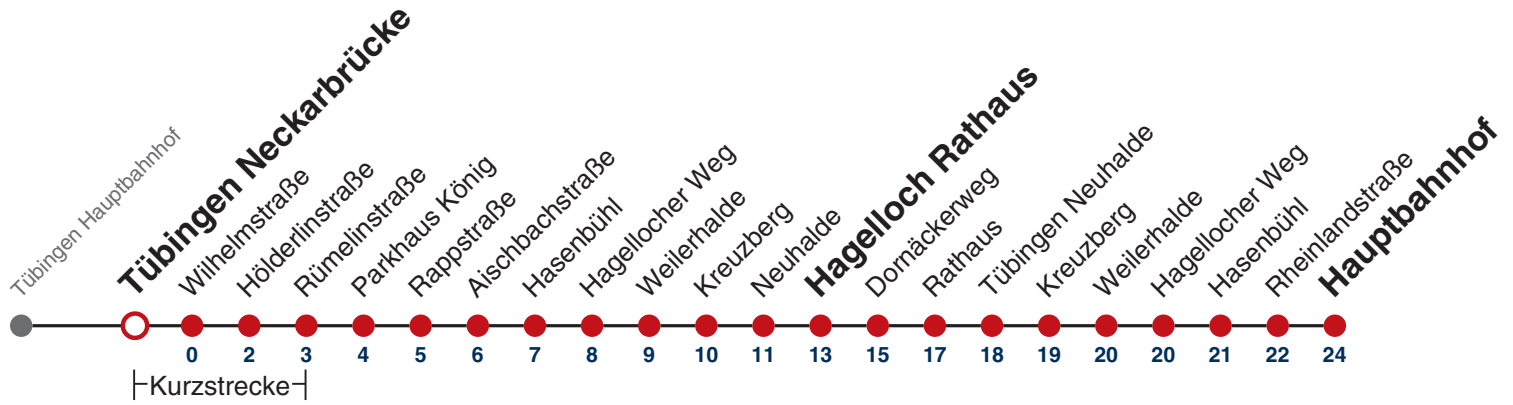 Tübingen Hauptbahnhof
Tübingen Neckarbrücke
Wilhelmstraße
Hölderlinstraße
Rümelinstraße
Parkhaus König
Rappstraße
Aischbachstraße
Hasenbühl
Hagellocher Weg
Weilerhalde
Kreuzberg
Neuhalde
Hagelloch Rathaus
Dornäckerweg
Rathaus
Tübingen Neuhalde
Kreuzberg
Weilerhalde
Hagellocher Weg
Hasenbühl
Rheinlandstraße
Hauptbahnhof
0 2 3 4 5 6 7 8 9 10 11 13 15 17 18 19 20 20 21 22 24
Kurzstrecke